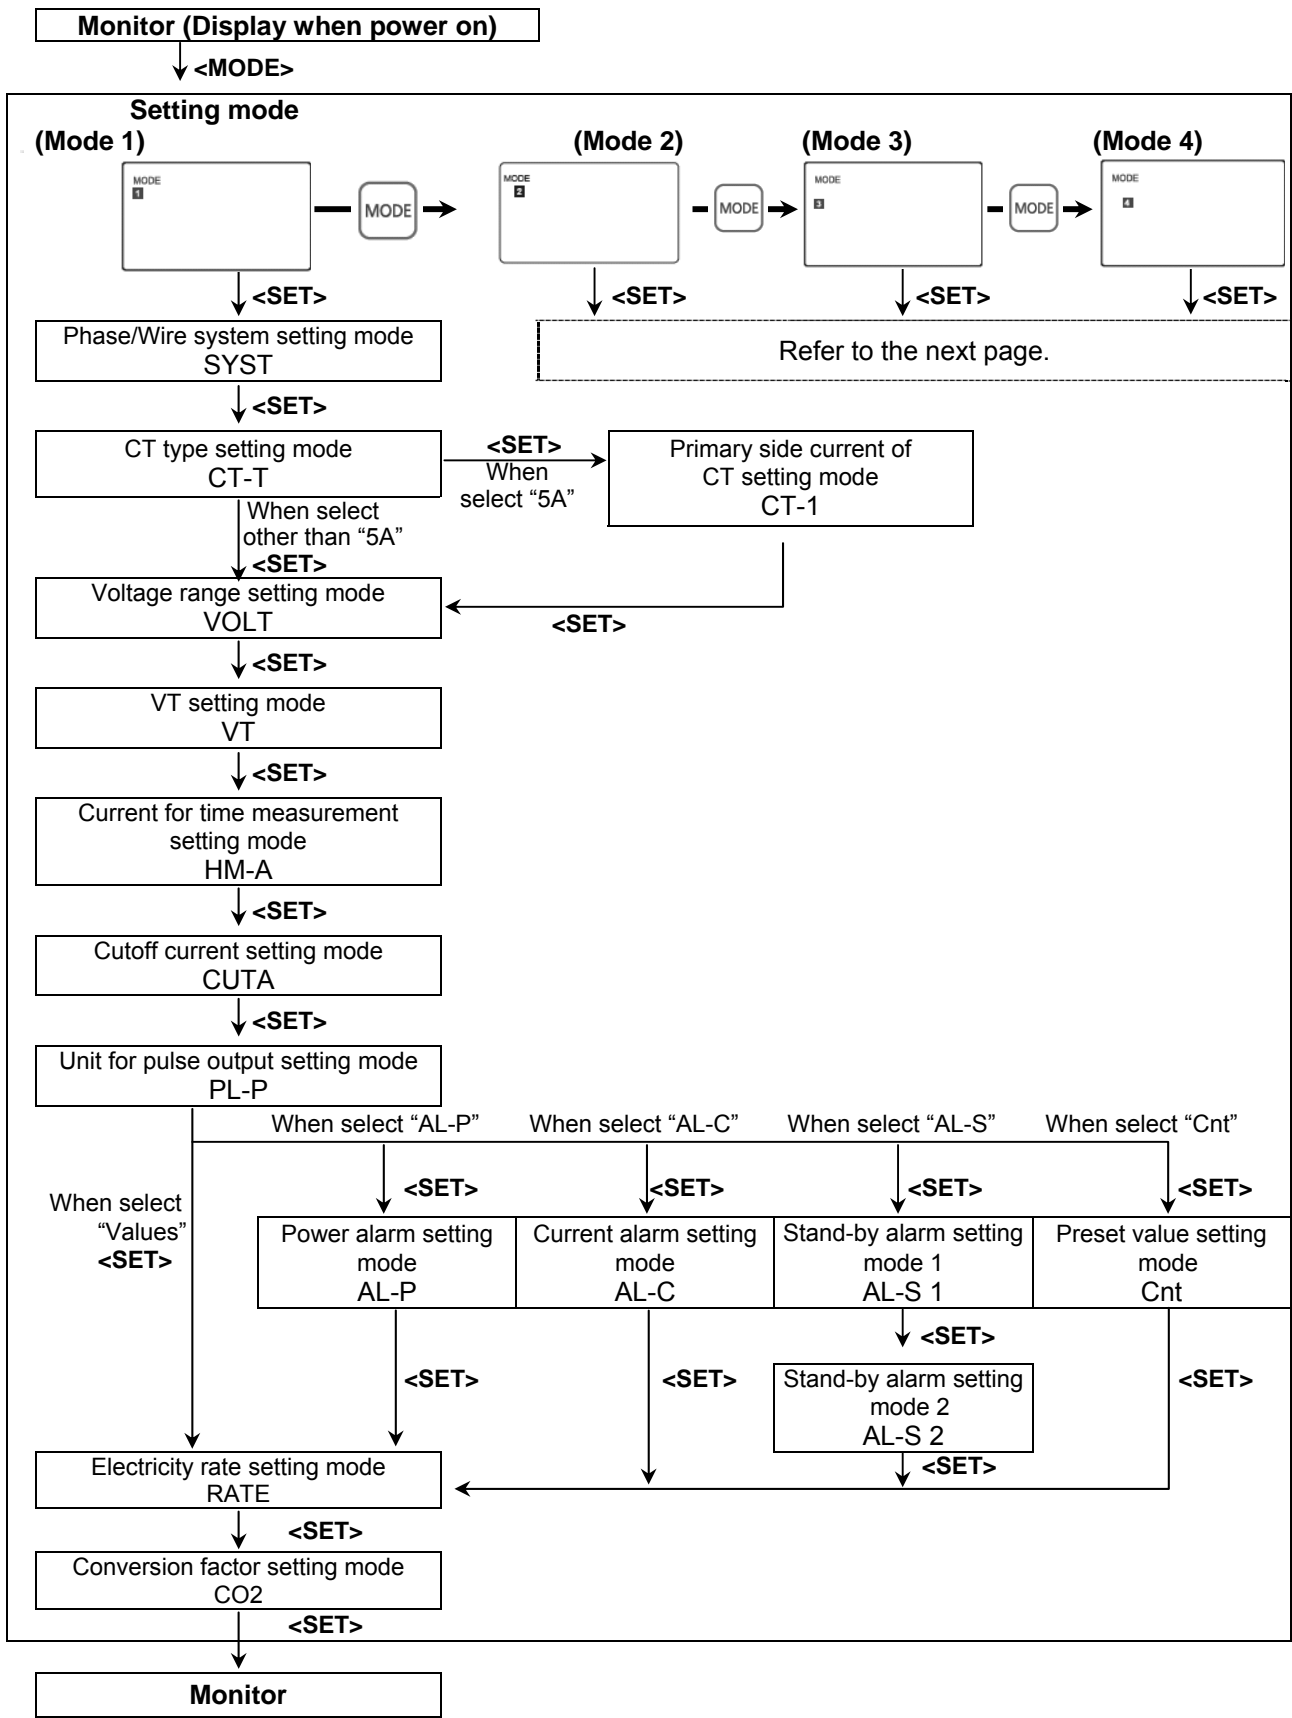 Monitor (Display when power on)
<MODE>
Setting mode
(Mode 1) (Mode 2) (Mode 3) (Mode 4)
MODE
1
MODE
MODE
2
MODE
MODE
3
MODE
MODE
4
<SET> <SET> <SET> <SET>
Phase/Wire system setting mode
SYST
Refer to the next page.
<SET>
CT type setting mode
CT-T
<SET>
When
select “5A”
Primary side current of
CT setting mode
CT-1
When select
other than “5A”
<SET>
Voltage range setting mode
VOLT
<SET>
<SET>
VT setting mode
VT
<SET>
Current for time measurement
setting mode
HM-A
<SET>
Cutoff current setting mode
CUTA
<SET>
Unit for pulse output setting mode
PL-P
When select “AL-P” When select “AL-C” When select “AL-S” When select “Cnt”
<SET> <SET> <SET> <SET>
When select
“Values”
<SET>
Power alarm setting
mode
AL-P
Current alarm setting
mode
AL-C
Stand-by alarm setting
mode 1
AL-S 1
Preset value setting
mode
Cnt
<SET>
<SET> <SET>
Stand-by alarm setting
mode 2
AL-S 2
<SET>
<SET>
Electricity rate setting mode
RATE
<SET>
Conversion factor setting mode
CO2
<SET>
Monitor